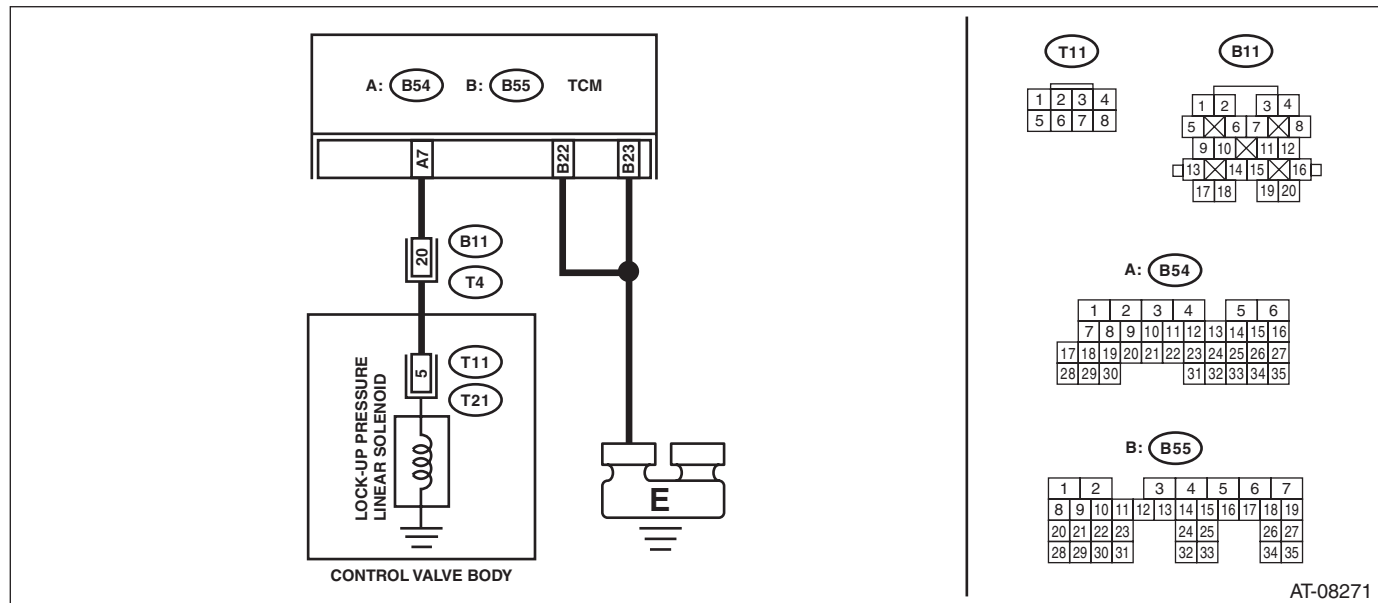 A: B54 B: B55 TCM
A7
B22
B23
20
B11
T4
5
T11
T21
LOCK-UP PRESSURE
LINEAR SOLENOID
E
CONTROL VALVE BODY
T11
1 2 3 4
5 6 7 8
B11
1 2 3 4
5 6 7 8
9 10 11 12
13 14 15 16
17 18 19 20
A: B54
1 2 3 4 5 6
7 8 9 10 11 12 13 14 15 16
17 18 19 20 21 22 23 24 25 26 27
28 29 30 31 32 33 34 35
B: B55
1 2 3 4 5 6 7
8 9 10 11 12 13 14 15 16 17 18 19
20 21 22 23 24 25 26 27
28 29 30 31 32 33 34 35
AT-08271